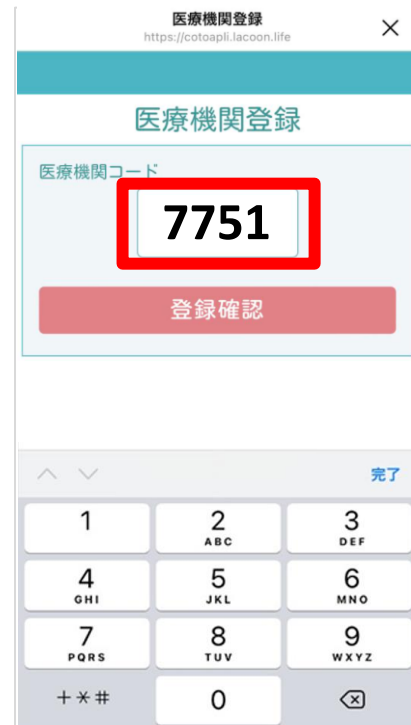 医療機関登録
https://cotoapli.lacoon.life
×
医療機関登録
医療機関コード
7751
登録確認
完了
1
2
ABC
3
DEF
4
GHI
5
JKL
6
MNO
7
PQRS
8
TUV
9
WXYZ
+*#
0